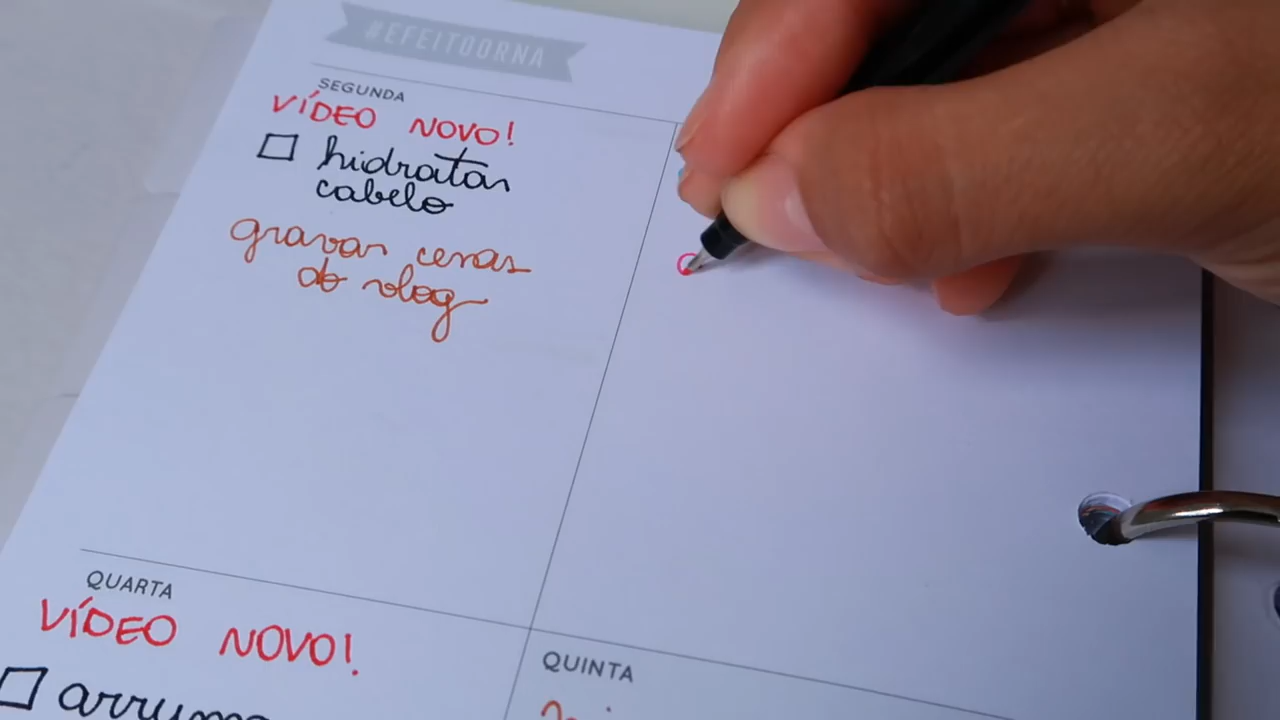 #EFEITOORNA
SEGUNDA
VÍDEO NOVO!
hidratar
cabelo
gravar cenas
do vlog
QUARTA
VÍDEO NOVO!
QUINTA